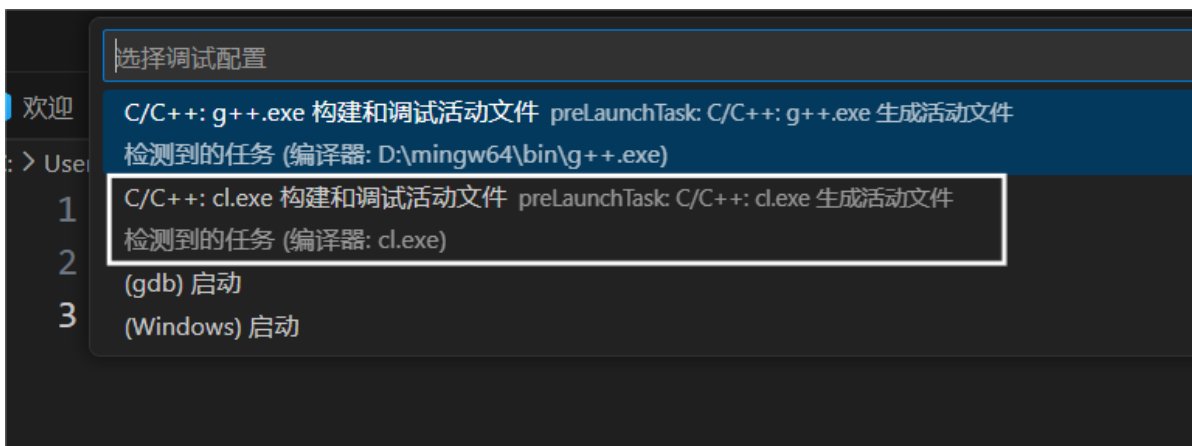 选择调试配置
欢迎
C/C++: g++.exe 构建和调试活动文件 preLaunchTask: C/C++: g++.exe 生成活动文件
检测到的任务 (编译器: D:\mingw64\bin\g++.exe)
: > User
C/C++: cl.exe 构建和调试活动文件 preLaunchTask: C/C++: cl.exe 生成活动文件
1
检测到的任务 (编译器: cl.exe)
2
(gdb) 启动
3
(Windows) 启动